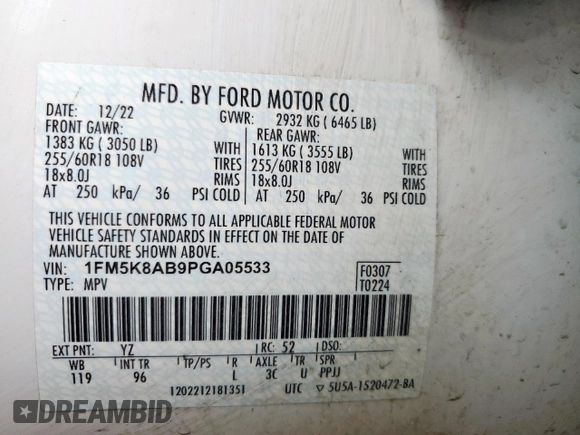 MFD. BY FORD MOTOR CO.
DATE: 12/22 GVWR: 2932 KG ( 6465 LB)
FRONT GAWR: REAR GAWR:
1383 KG ( 3050 LB) WITH 1613 KG ( 3555 LB) WITH
255/60R18 108V TIRES 255/60R18 108V TIRES
18x8.0J RIMS 18x8.0J RIMS
AT 250 kPa/ 36 PSI COLD AT 250 kPa/ 36 PSI COLD
THIS VEHICLE CONFORMS TO ALL APPLICABLE FEDERAL MOTOR
VEHICLE SAFETY STANDARDS IN EFFECT ON THE DATE OF
MANUFACTURE SHOWN ABOVE.
VIN: 1FM5K8AB9PGA05533 F0307
TYPE: MPV T0224
EXT PNT: YZ RC: 52 DSO:
WB INT TR TP/PS R AXLE TR SPR
119 96 L 3C U PPJJ
1202212181351 UTC ▽ 5U5A-1520472-BA
AUTOHELPERBOT.COM